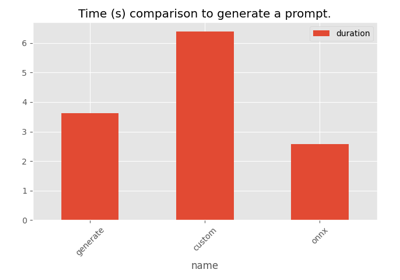 Time (s) comparison to generate a prompt.
duration
6
5
4
3
2
1
0
generate
custom
onnx
name